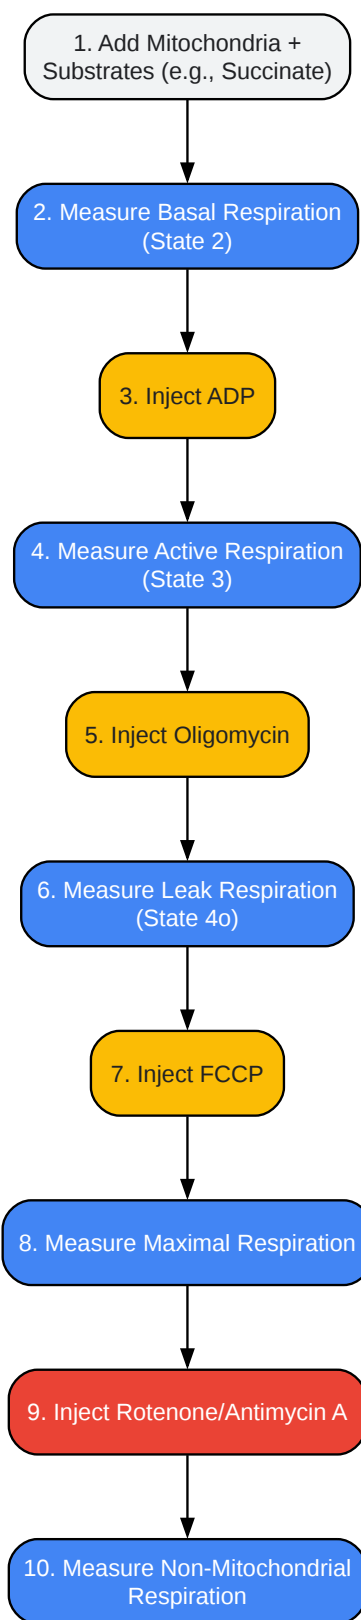 1. Add Mitochondria +
Substrates (e.g., Succinate)
2. Measure Basal Respiration
(State 2)
3. Inject ADP
4. Measure Active Respiration
(State 3)
5. Inject Oligomycin
6. Measure Leak Respiration
(State 4o)
7. Inject FCCP
8. Measure Maximal Respiration
9. Inject Rotenone/Antimycin A
10. Measure Non-Mitochondrial
Respiration